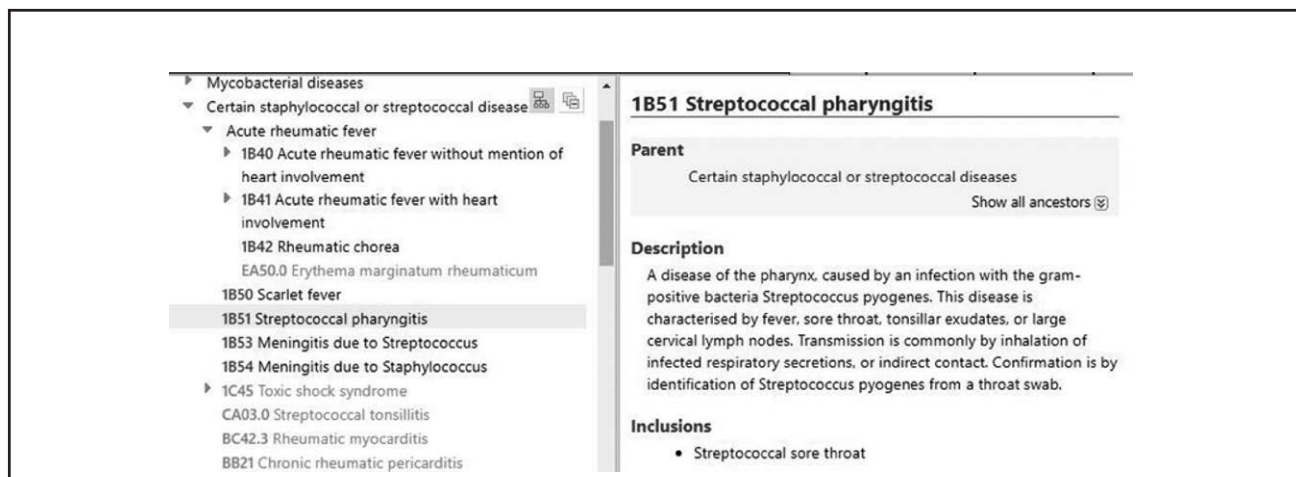 Mycobacterial diseases
Certain staphylococcal or streptococcal disease
Acute rheumatic fever
1B40 Acute rheumatic fever without mention of
heart involvement
1B41 Acute rheumatic fever with heart
involvement
1B42 Rheumatic chorea
EA50.0 Erythema marginatum rheumaticum
1B50 Scarlet fever
1B51 Streptococcal pharyngitis
1B53 Meningitis due to Streptococcus
1B54 Meningitis due to Staphylococcus
1C45 Toxic shock syndrome
CA03.0 Streptococcal tonsillitis
BC42.3 Rheumatic myocarditis
BB21 Chronic rheumatic pericarditis
1B51 Streptococcal pharyngitis
Parent
Certain staphylococcal or streptococcal diseases
Show all ancestors
Description
A disease of the pharynx, caused by an infection with the gram-
positive bacteria Streptococcus pyogenes. This disease is
characterised by fever, sore throat, tonsillar exudates, or large
cervical lymph nodes. Transmission is commonly by inhalation of
infected respiratory secretions, or indirect contact. Confirmation is by
identification of Streptococcus pyogenes from a throat swab.
Inclusions
• Streptococcal sore throat